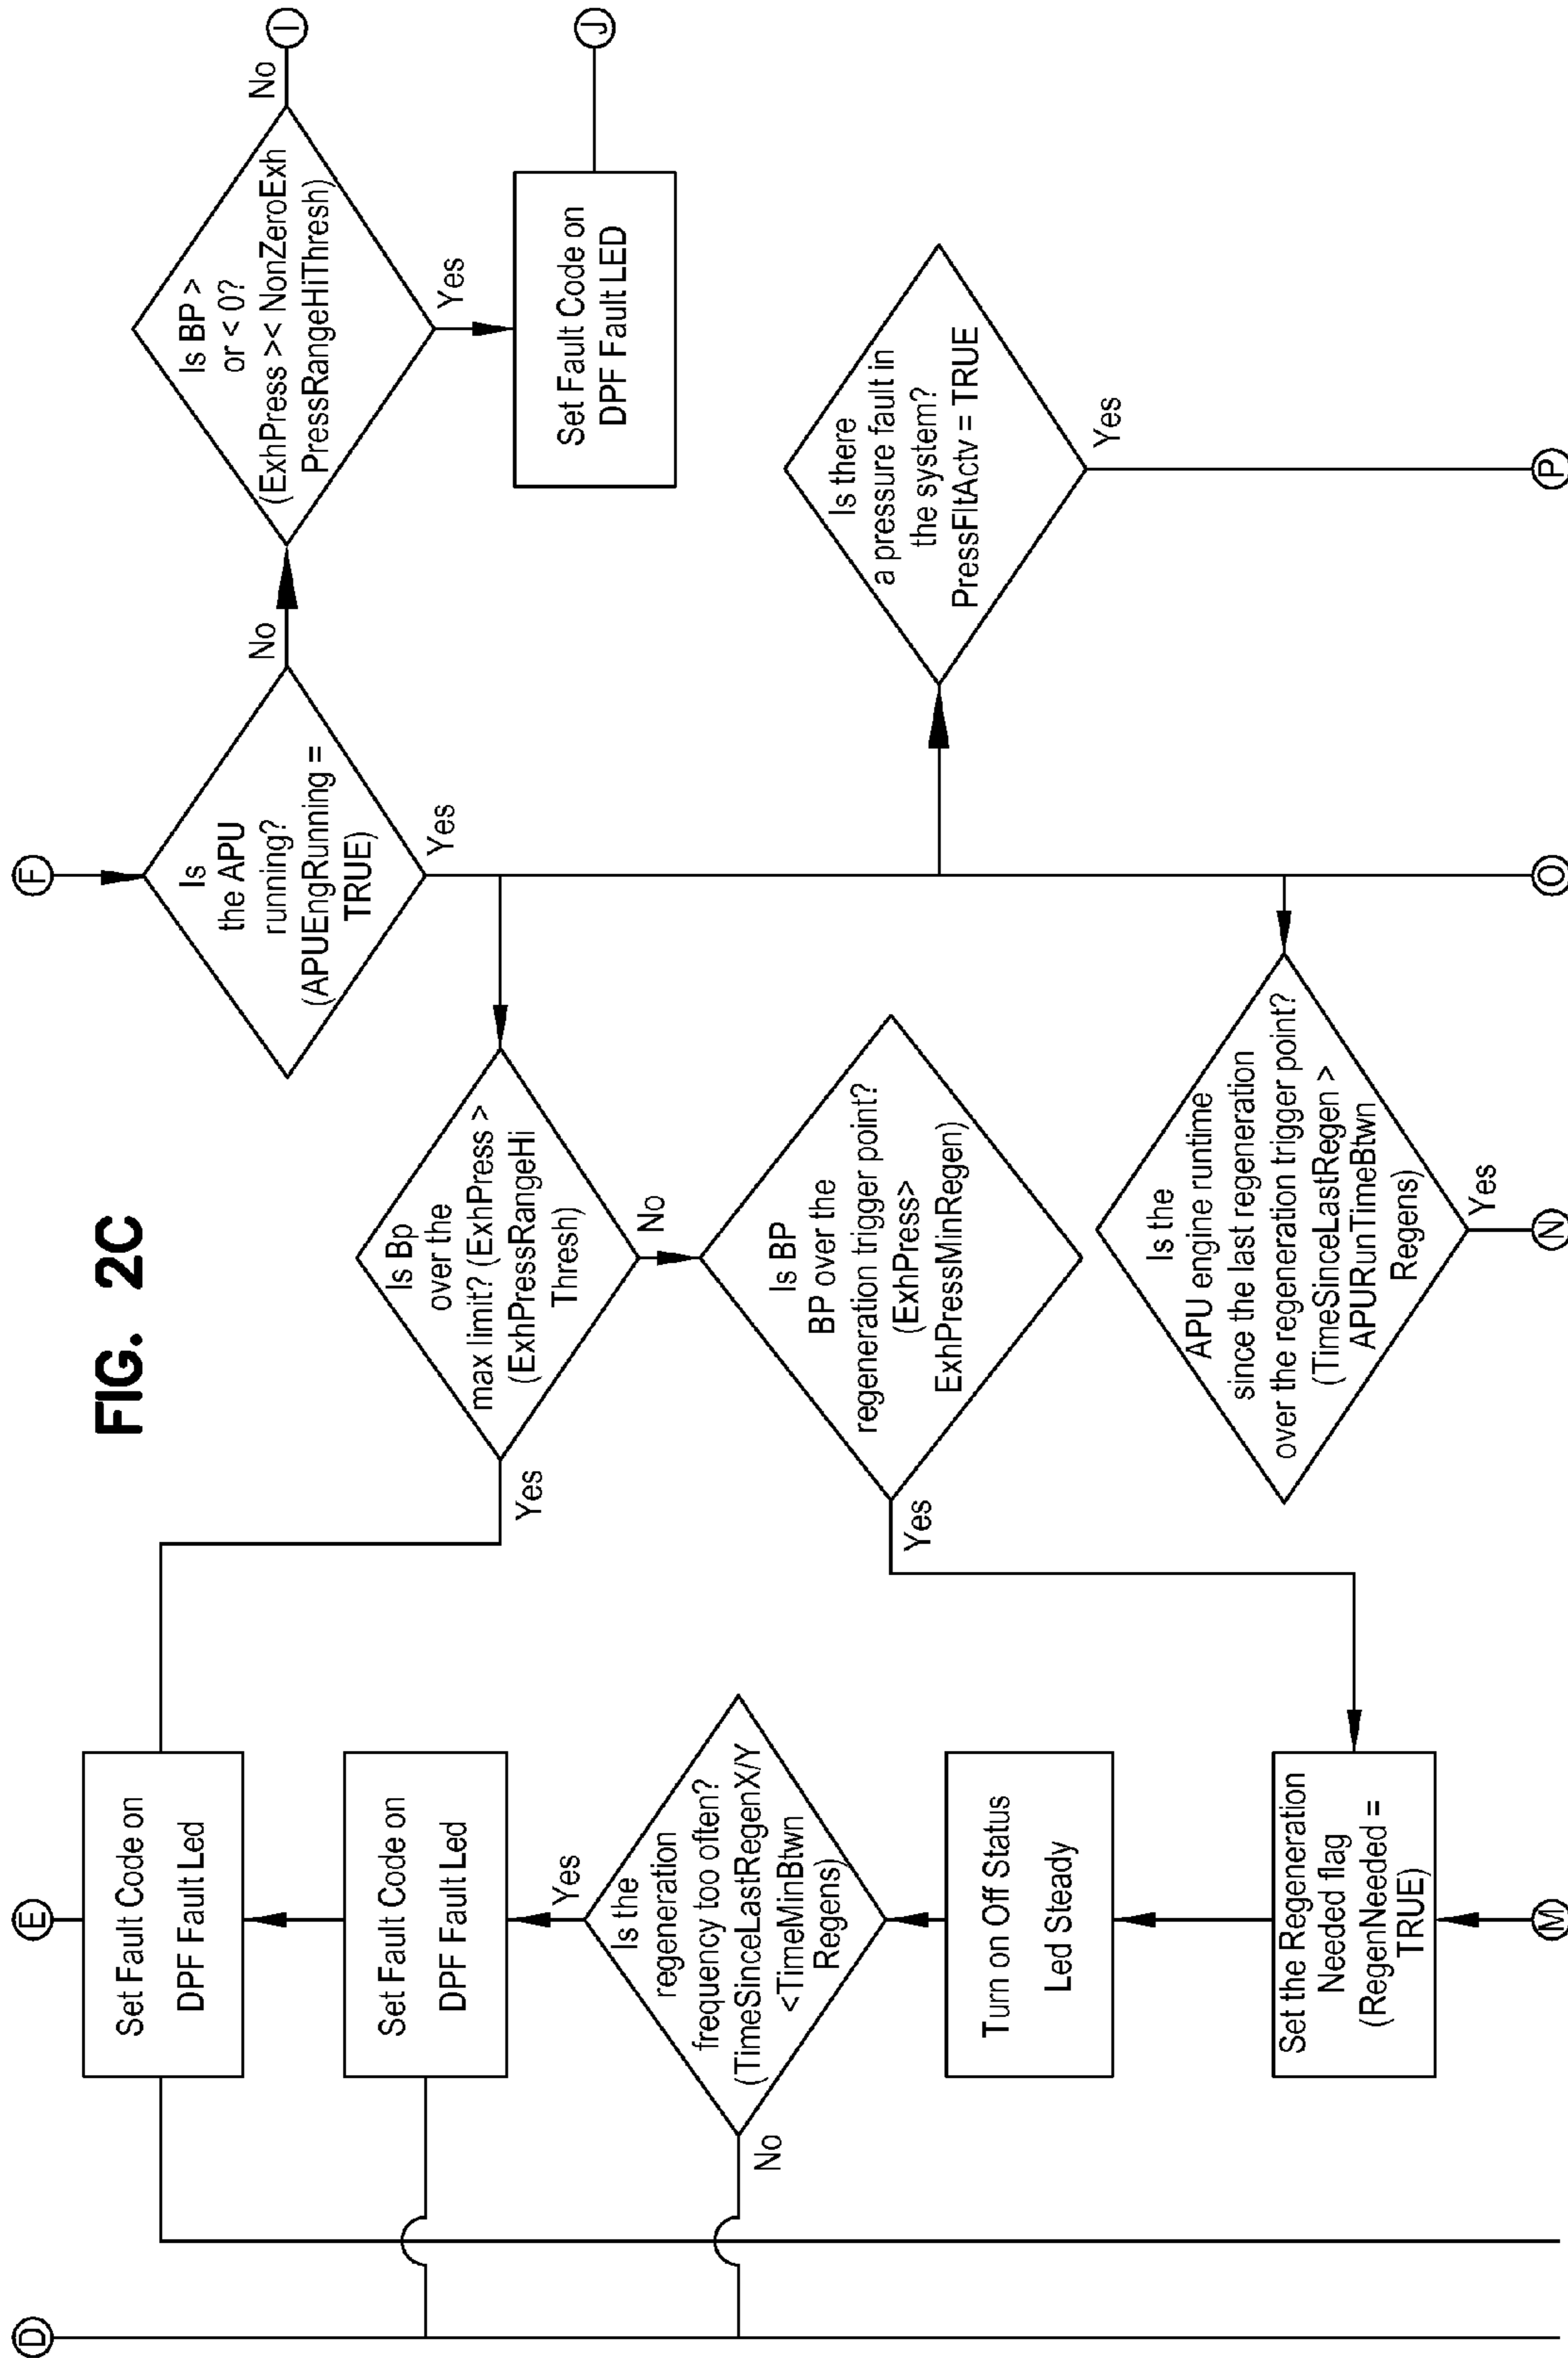 FIG. 2C
D
E
F
Set Fault Code on
DPF Fault Led
Set Fault Code on
DPF Fault Led
Is the
regeneration
frequency too often?
(TimeSinceLastRegenX/Y
<TimeMinBtwn
Regens)
Yes
No
Turn on Off Status
Led Steady
Set the Regeneration
Needed flag
(RegenNeeded =
TRUE)
M
Is
the APU
running?
(APUEngRunning =
TRUE)
No
Yes
Is BP >
or < 0?
(ExhPress >< NonZeroExh
PressRangeHiThresh)
No
I
Yes
Set Fault Code on
DPF Fault LED
J
Is Bp
over the
max limit? (ExhPress >
(ExhPressRangeHi
Thresh)
Yes
No
Is BP
BP over the
regeneration trigger point?
(ExhPress>
ExhPressMinRegen)
Yes
Is there
a pressure fault in
the system?
PressFltActv = TRUE
Yes
P
Is the
APU engine runtime
since the last regeneration
over the regeneration trigger point?
(TimeSinceLastRegen >
APURunTimeBtwn
Regens)
Yes
N
O